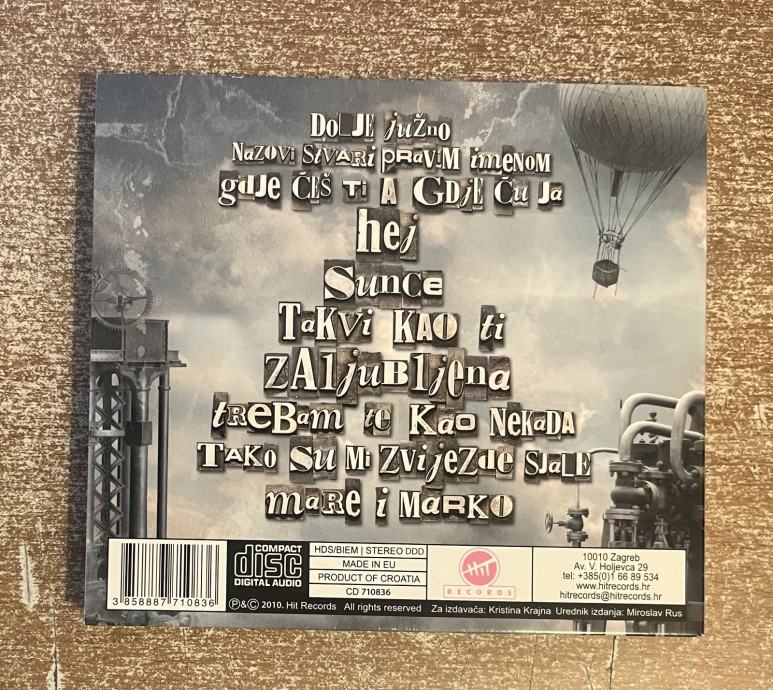 DOLJE južno
NAZOVI STVARI PRAVIM imenom
gdje ĆEŠ Ti A GDJE Ću Ja
hej
Sunce
TaKvi KAO ti
ZAljuBljena
tREBam te Kao NEKaDA
TAKO Su Mi Zvijezde SJaLE
maRe i MaRKO
COMPACT
disc
DIGITAL AUDIO
HDS/BIEM | STEREO DDD
MADE IN EU
PRODUCT OF CROATIA
CD 710836
HIT
RECORDS
10010 Zagreb
Av. V. Holjevca 29
tel: +385(0)1 66 89 534
www.hitrecords.hr
hitrecords@hitrecords.hr
3 858887 710836
℗&© 2010. Hit Records All rights reserved Za izdavača: Kristina Krajna Urednik izdanja: Miroslav Rus